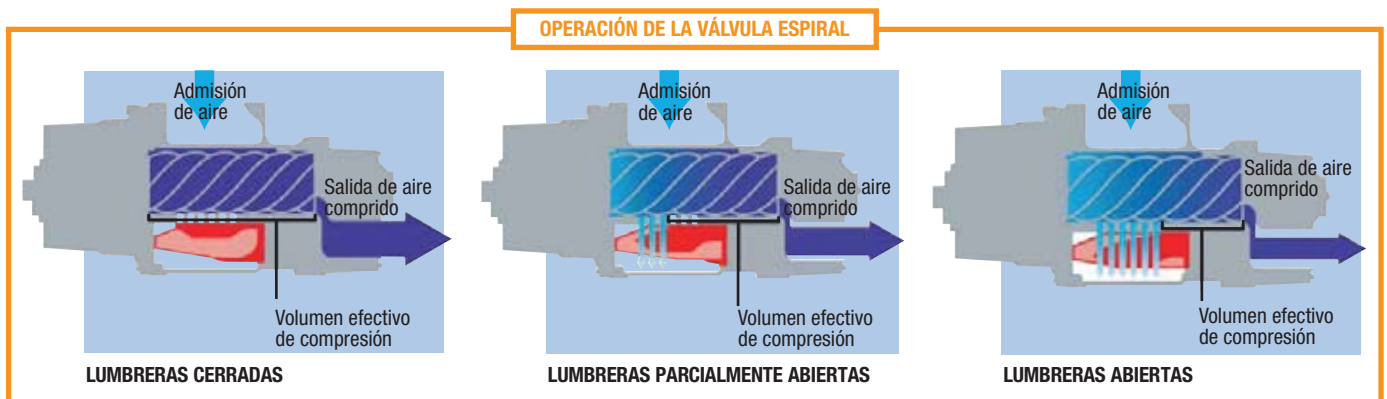 OPERACIÓN DE LA VÁLVULA ESPIRAL
Admisión
de aire
Salida de aire
comprido
Volumen efectivo
de compresión
LUMBRERAS CERRADAS
Admisión
de aire
Salida de aire
comprido
Volumen efectivo
de compresión
LUMBRERAS PARCIALMENTE ABIERTAS
Admisión
de aire
Salida de aire
comprido
Volumen efectivo
de compresión
LUMBRERAS ABIERTAS